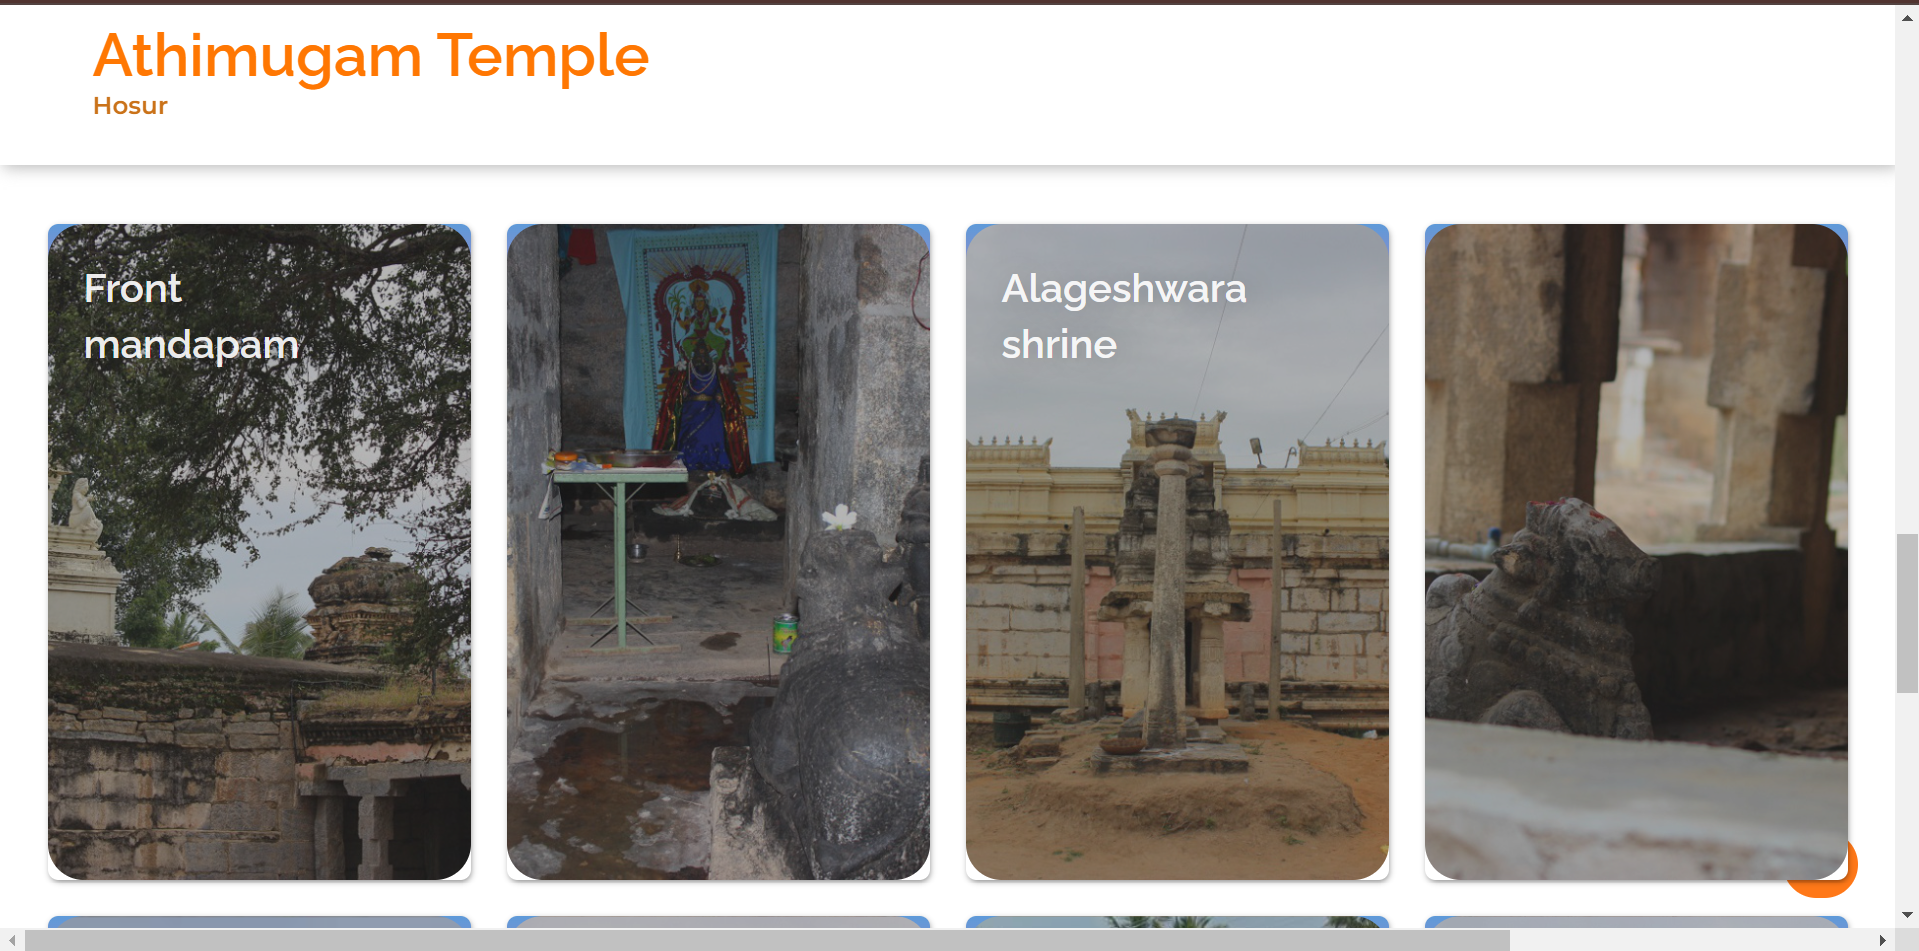 Athimugam Temple
Hosur
Front
mandapam
Alageshwara
shrine